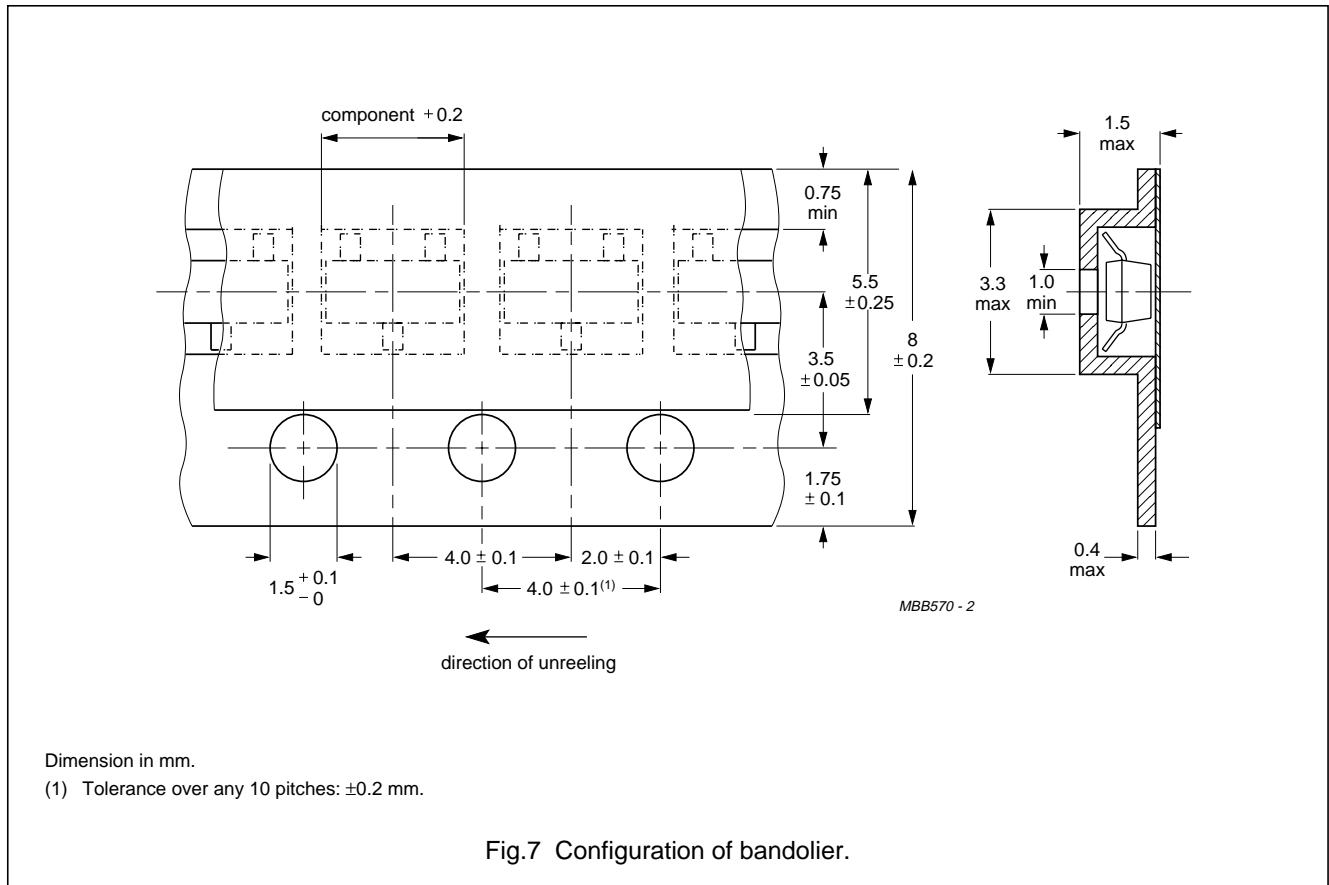 component +0.2
1.5
max
0.75
min
5.5
±0.25
3.3
max
1.0
min
8
±0.2
3.5
±0.05
1.75
±0.1
4.0 ±0.1
2.0 ±0.1
0.4
max
1.5 +0.1
−0
4.0 ±0.1(1)
MBB570 - 2
direction of unreeling
Dimension in mm.
(1) Tolerance over any 10 pitches: ±0.2 mm.
Fig.7 Configuration of bandolier.